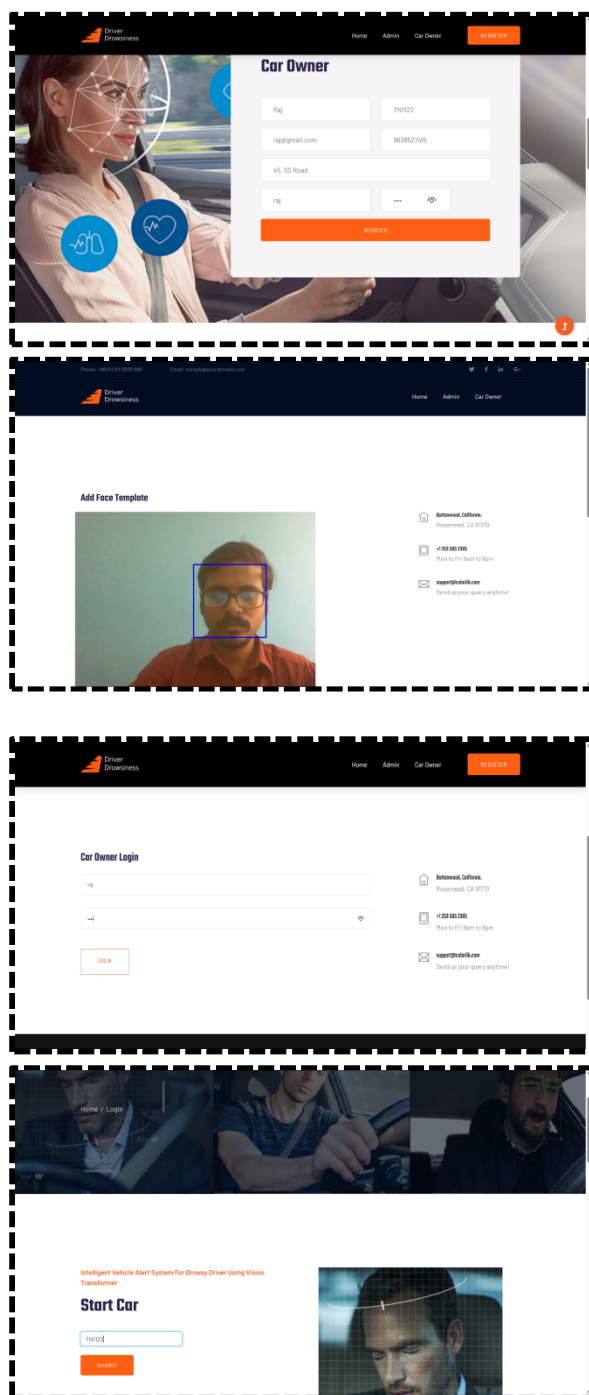 Driver
Drowsiness
Home Admin Car Owner REGISTER
Car Owner
Raj TN1122
raj@gmail.com 9638527415
45, SS Road
raj ····
REGISTER
Driver
Drowsiness
Home Admin Car Owner
Add Face Template
Buttonwood, California.
Rosemead, CA 91770
+1 253 565 2365
Mon to Fri 9am to 6pm
support@colorlib.com
Send us your query anytime!
Driver
Drowsiness
Home Admin Car Owner REGISTER
Car Owner Login
raj
····
LOGIN
Buttonwood, California.
Rosemead, CA 91770
+1 253 565 2365
Mon to Fri 9am to 6pm
support@colorlib.com
Send us your query anytime!
Home / Login
Intelligent Vehicle Alert System For Drowsy Driver Using Vision
Transformer
Start Car
TN1122
SUBMIT